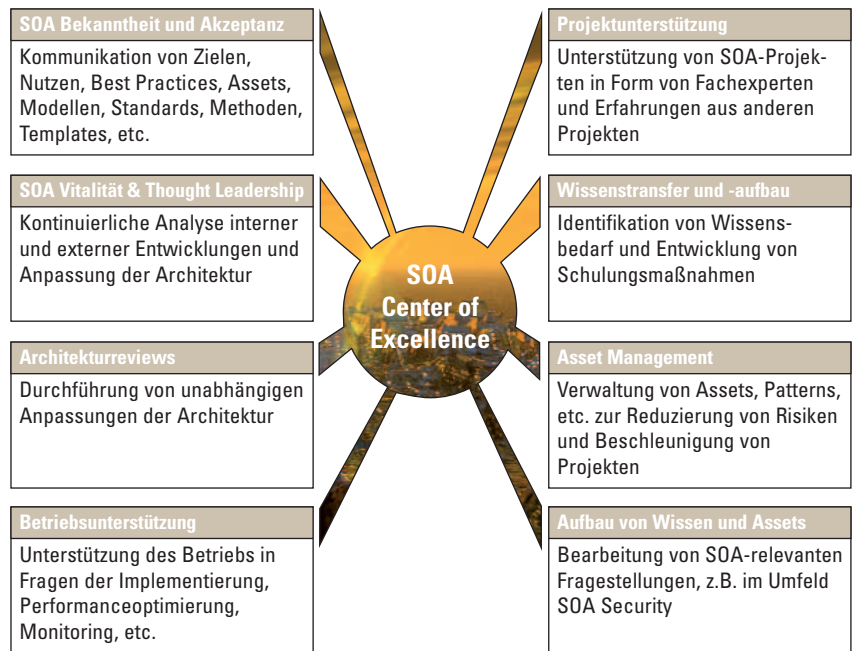 SOA Bekanntheit und Akzeptanz
Kommunikation von Zielen,
Nutzen, Best Practices, Assets,
Modellen, Standards, Methoden,
Templates, etc.
SOA Vitalität & Thought Leadership
Kontinuierliche Analyse interner
und externer Entwicklungen und
Anpassung der Architektur
Architekturreviews
Durchführung von unabhängigen
Anpassungen der Architektur
Betriebsunterstützung
Unterstützung des Betriebs in
Fragen der Implementierung,
Performanceoptimierung,
Monitoring, etc.
SOA
Center of
Excellence
Projektunterstützung
Unterstützung von SOA-Projek-
ten in Form von Fachexperten
und Erfahrungen aus anderen
Projekten
Wissenstransfer und -aufbau
Identifikation von Wissens-
bedarf und Entwicklung von
Schulungsmaßnahmen
Asset Management
Verwaltung von Assets, Patterns,
etc. zur Reduzierung von Risiken
und Beschleunigung von
Projekten
Aufbau von Wissen und Assets
Bearbeitung von SOA-relevanten
Fragestellungen, z.B. im Umfeld
SOA Security